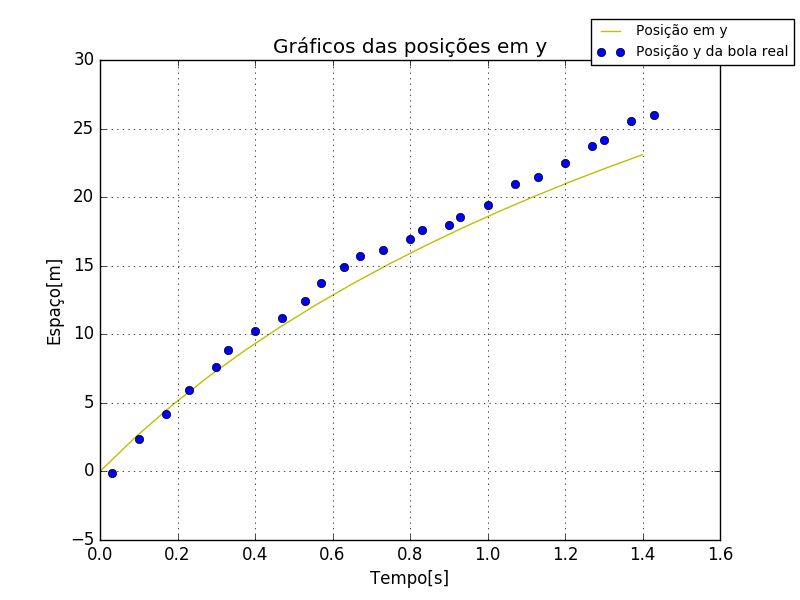 Gráficos das posições em y
Posição em y
Posição y da bola real
30
25
20
15
10
5
0
−5
Espaço[m]
0.0 0.2 0.4 0.6 0.8 1.0 1.2 1.4 1.6
Tempo[s]